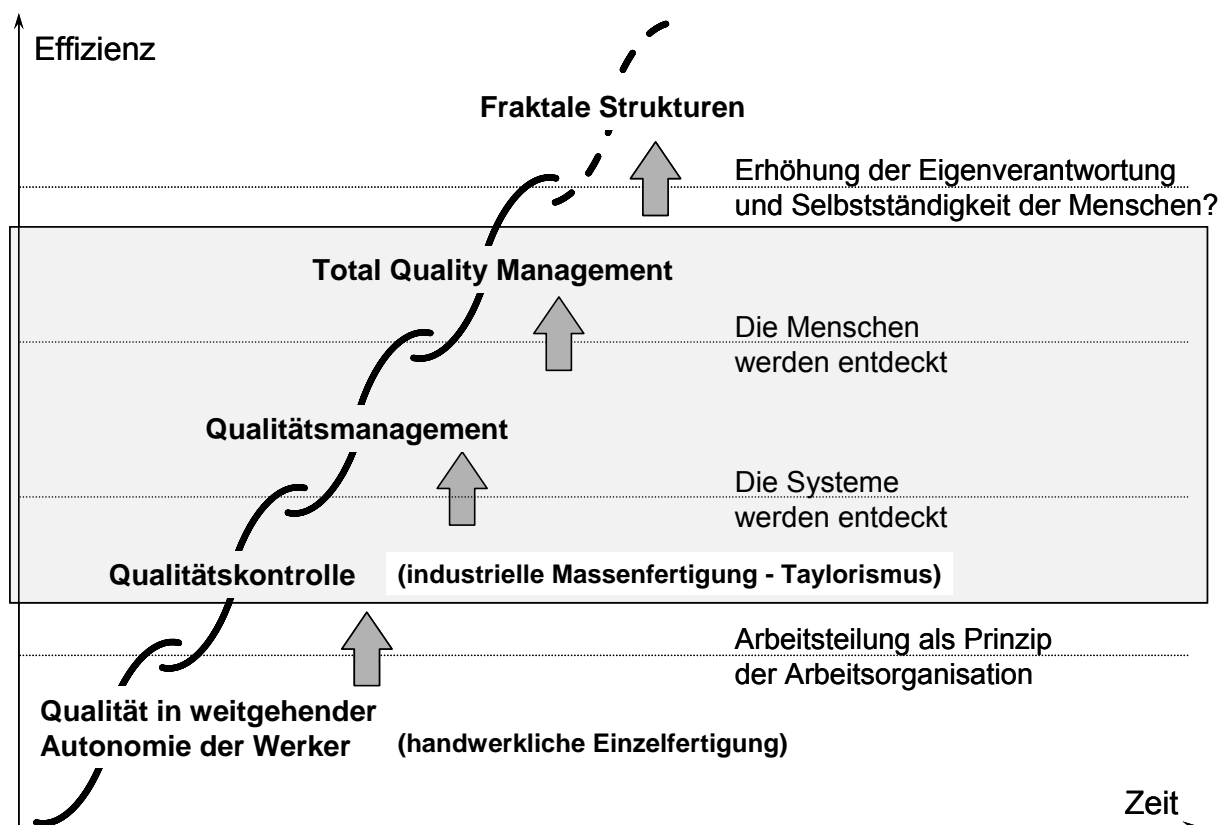 Effizienz
Fraktale Strukturen
Erhöhung der Eigenverantwortung
und Selbstständigkeit der Menschen?
Total Quality Management
Die Menschen
werden entdeckt
Qualitätsmanagement
Die Systeme
werden entdeckt
Qualitätskontrolle (industrielle Massenfertigung - Taylorismus)
Arbeitsteilung als Prinzip
der Arbeitsorganisation
Qualität in weitgehender
Autonomie der Werker (handwerkliche Einzelfertigung)
Zeit